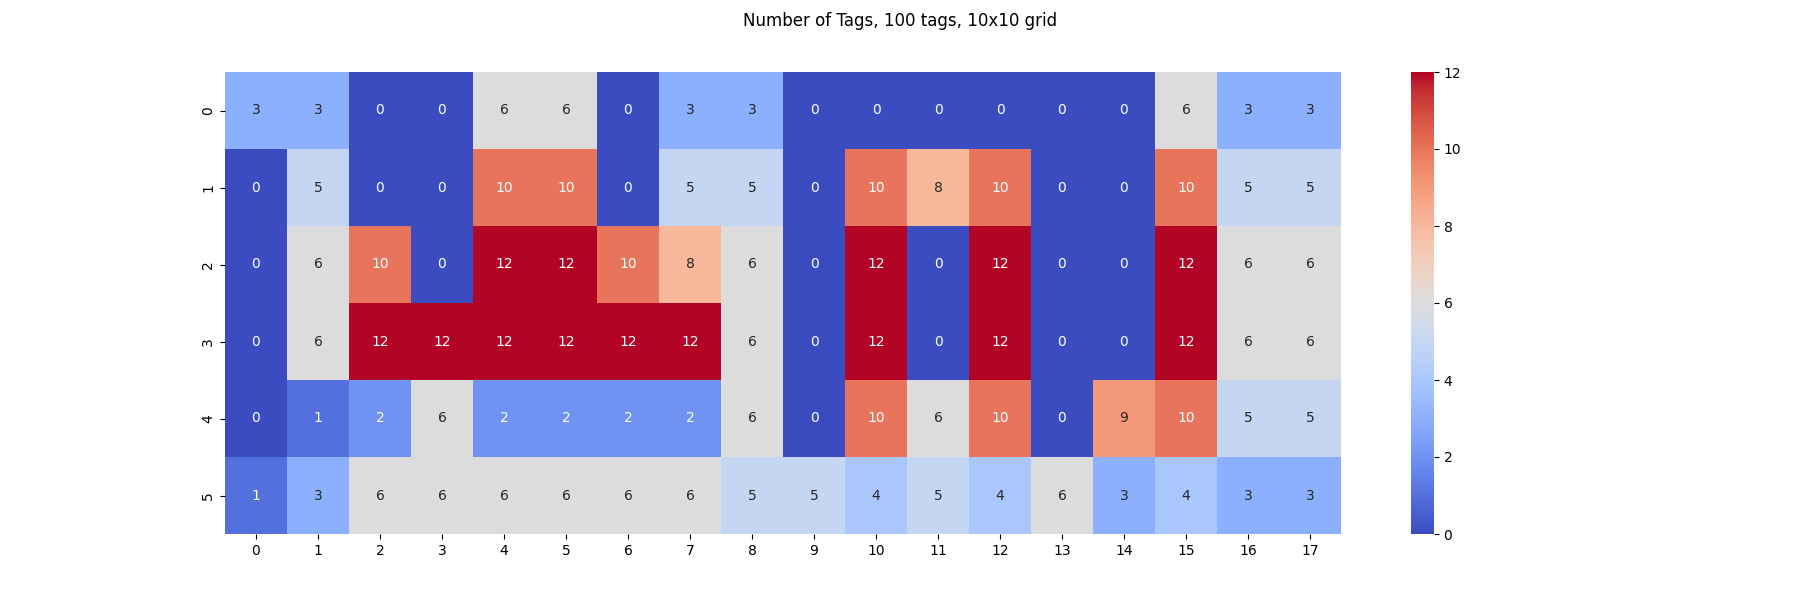 Number of Tags, 100 tags, 10x10 grid
0 3 3 0 0 6 6 0 3 3 0 0 0 0 0 0 6 3 3
1 0 5 0 0 10 10 0 5 5 0 10 8 10 0 0 10 5 5
2 0 6 10 0 12 12 10 8 6 0 12 0 12 0 0 12 6 6
3 0 6 12 12 12 12 12 12 6 0 12 0 12 0 0 12 6 6
4 0 1 2 6 2 2 2 2 6 0 10 6 10 0 9 10 5 5
5 1 3 6 6 6 6 6 6 5 5 4 5 4 6 3 4 3 3
0 1 2 3 4 5 6 7 8 9 10 11 12 13 14 15 16 17
12
10
8
6
4
2
0